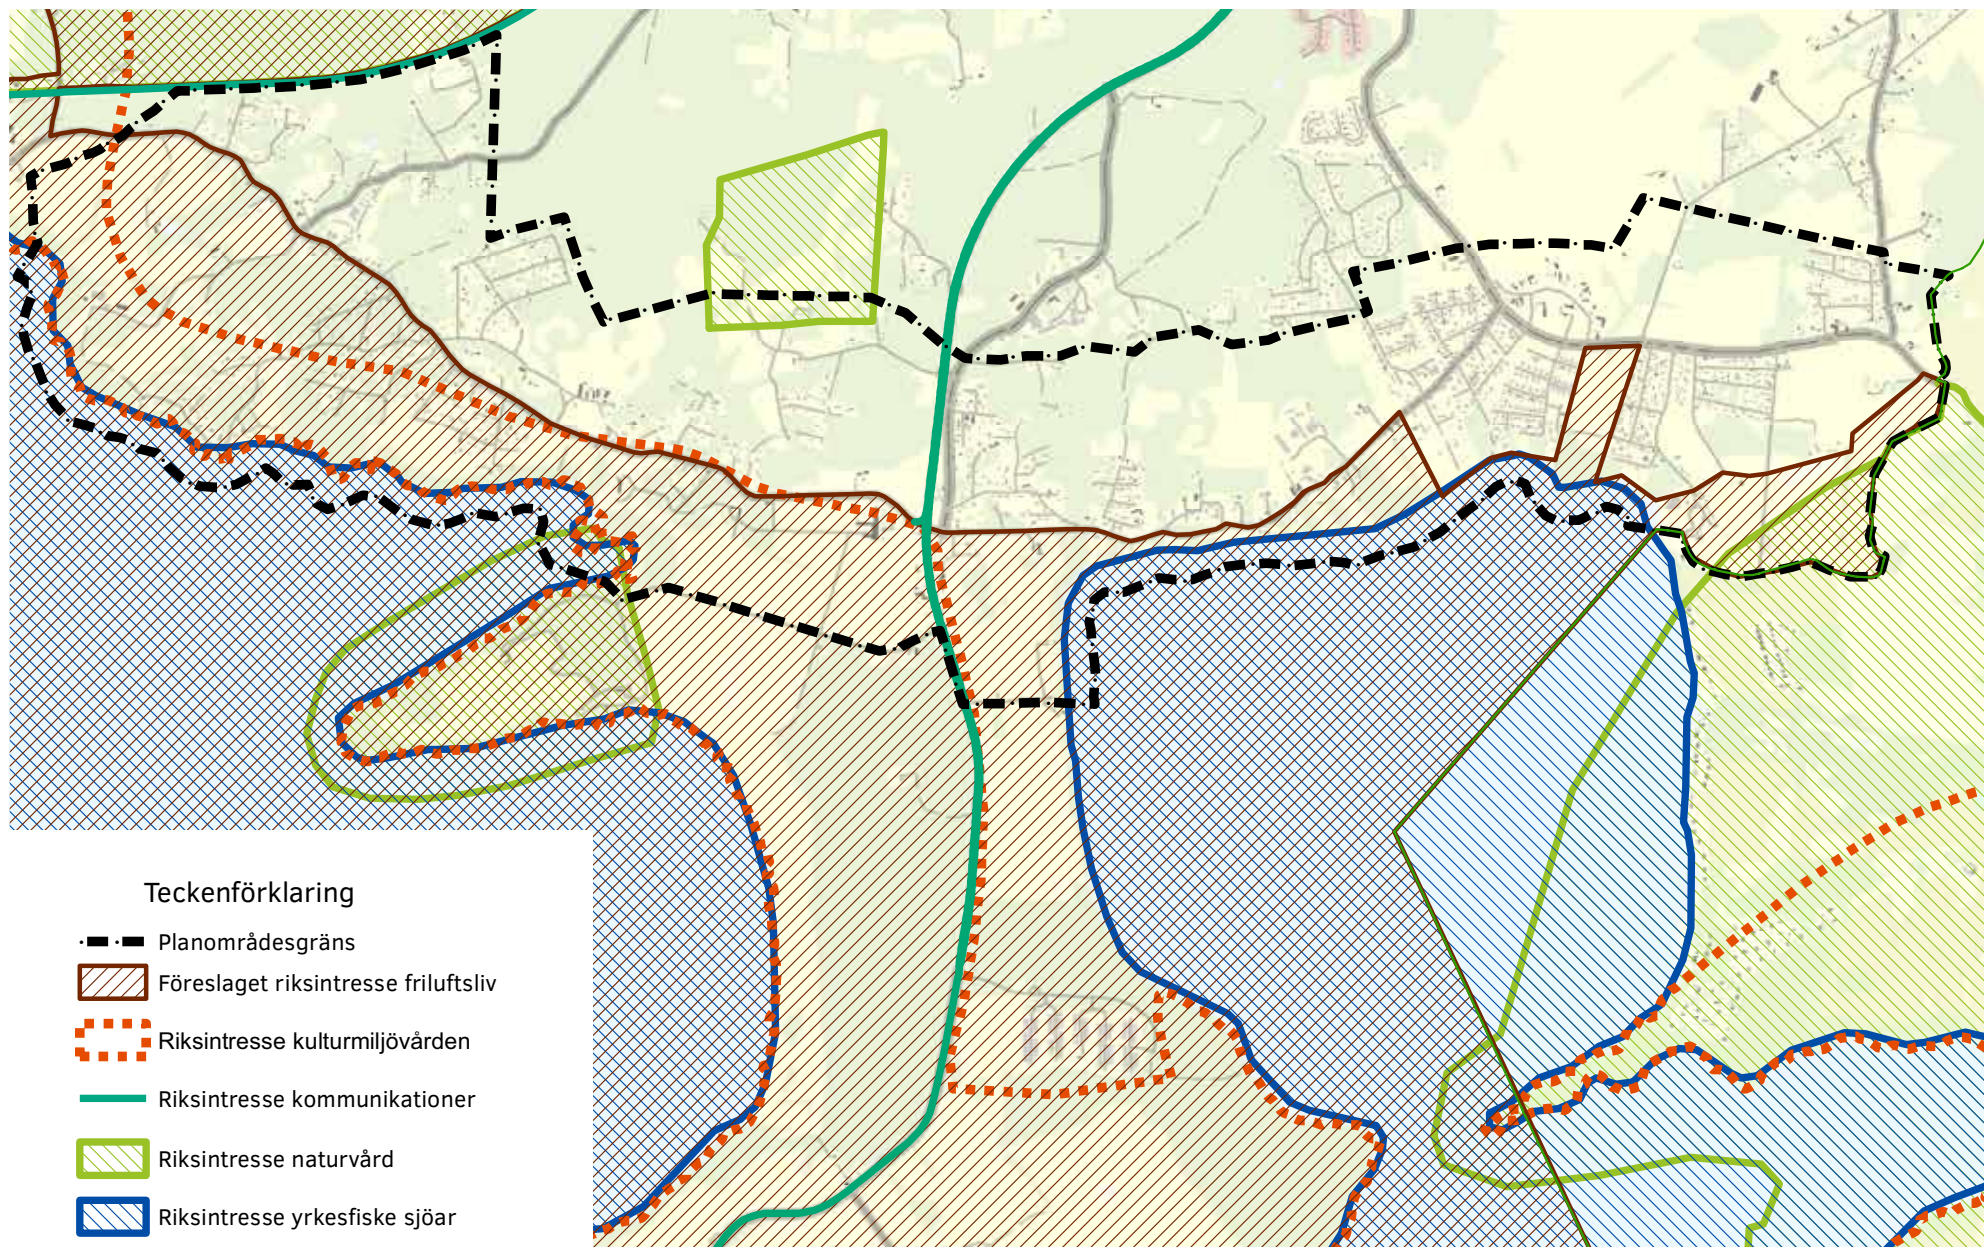 Teckenförklaring
Planområdesgräns
Föreslaget riksintresse friluftsliv
Riksintresse kulturmiljövården
Riksintresse kommunikationer
Riksintresse naturvård
Riksintresse yrkesfiske sjöar